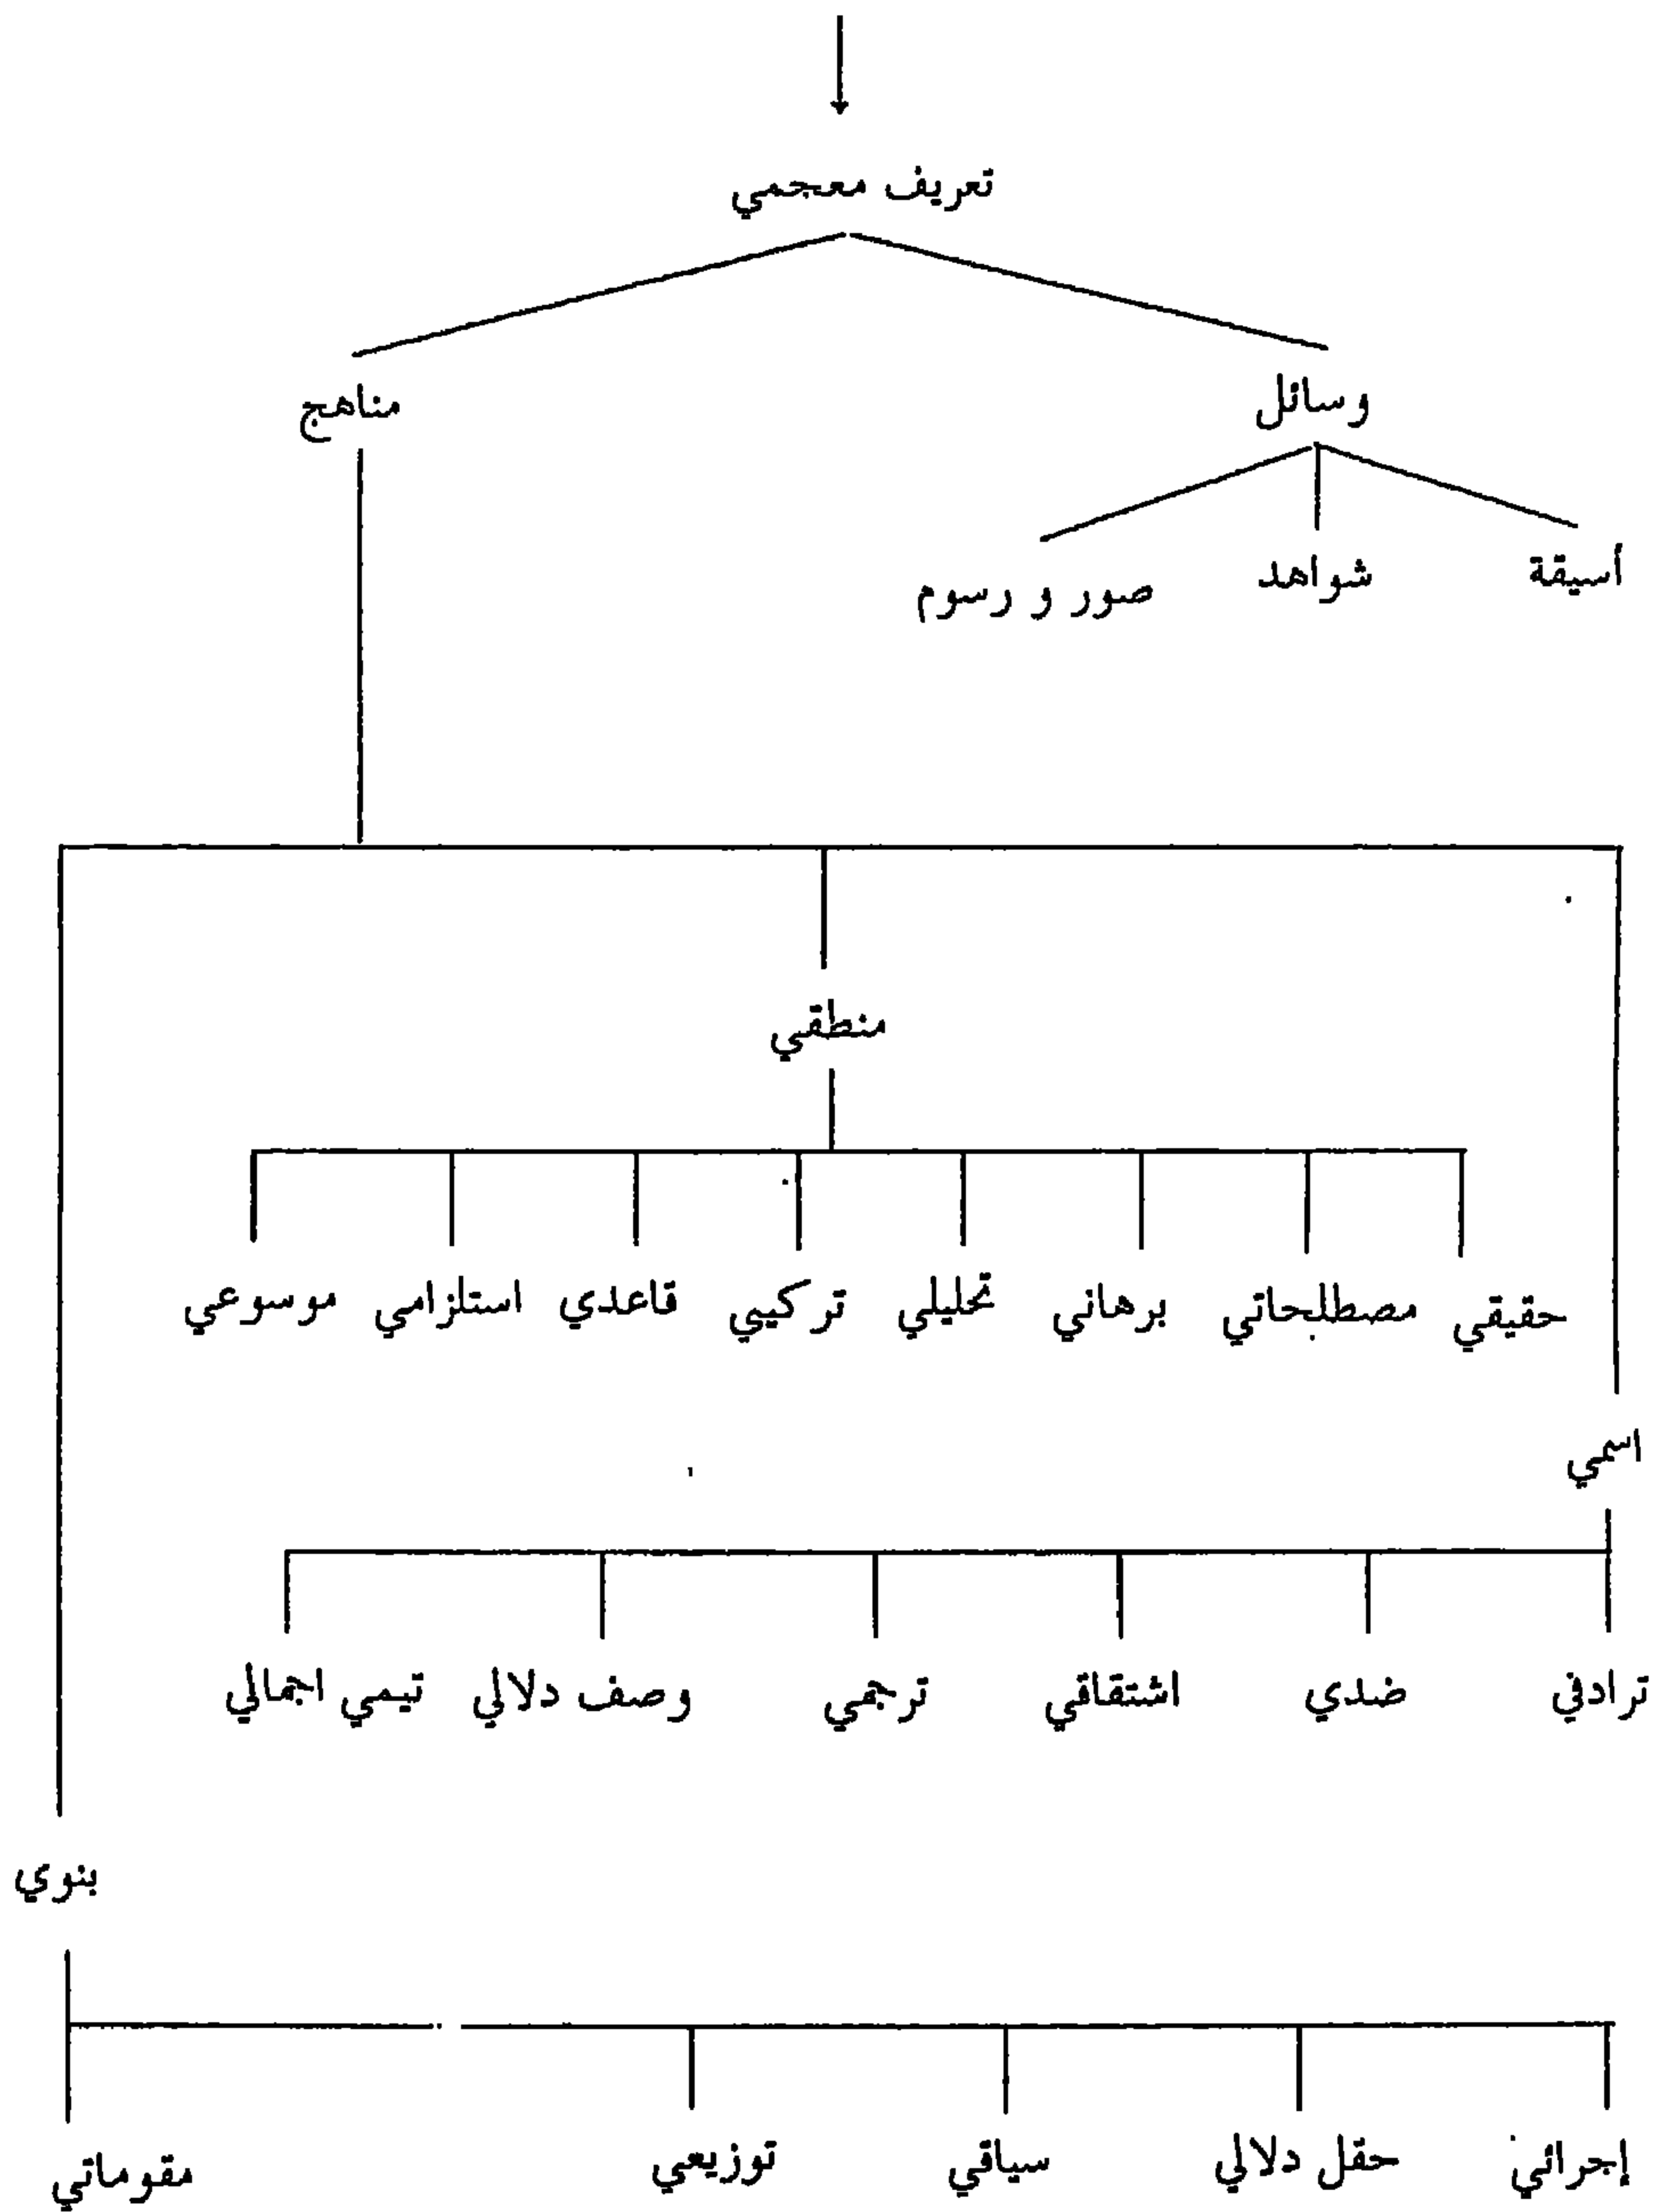 تعريف معجمي
وسائل مناهج
أسيقة شواهد صور و رسوم
منطقي
حقيقي مصطلحاتي برهاني تحليلي تركيبي قاعدي استلزامي موسوعي
اسمي
ترادفي ضدي اشتقاقي ترجمي وصف دلالي تيمي اجمالي
بنوي
إجرائي حقل دلالي سياقي توزيعي مقوماتي